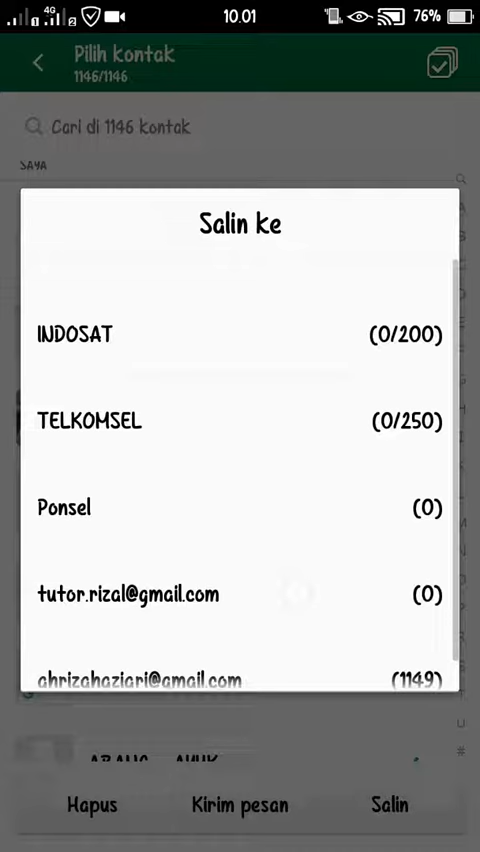 4G
10.01
76%
Pilih kontak
1146/1146
Cari di 1146 kontak
SAYA
Salin ke
INDOSAT (0/200)
TELKOMSEL (0/250)
Ponsel (0)
tutor.rizal@gmail.com (0)
ahrizahaziari@gmail.com (1149)
Hapus Kirim pesan Salin